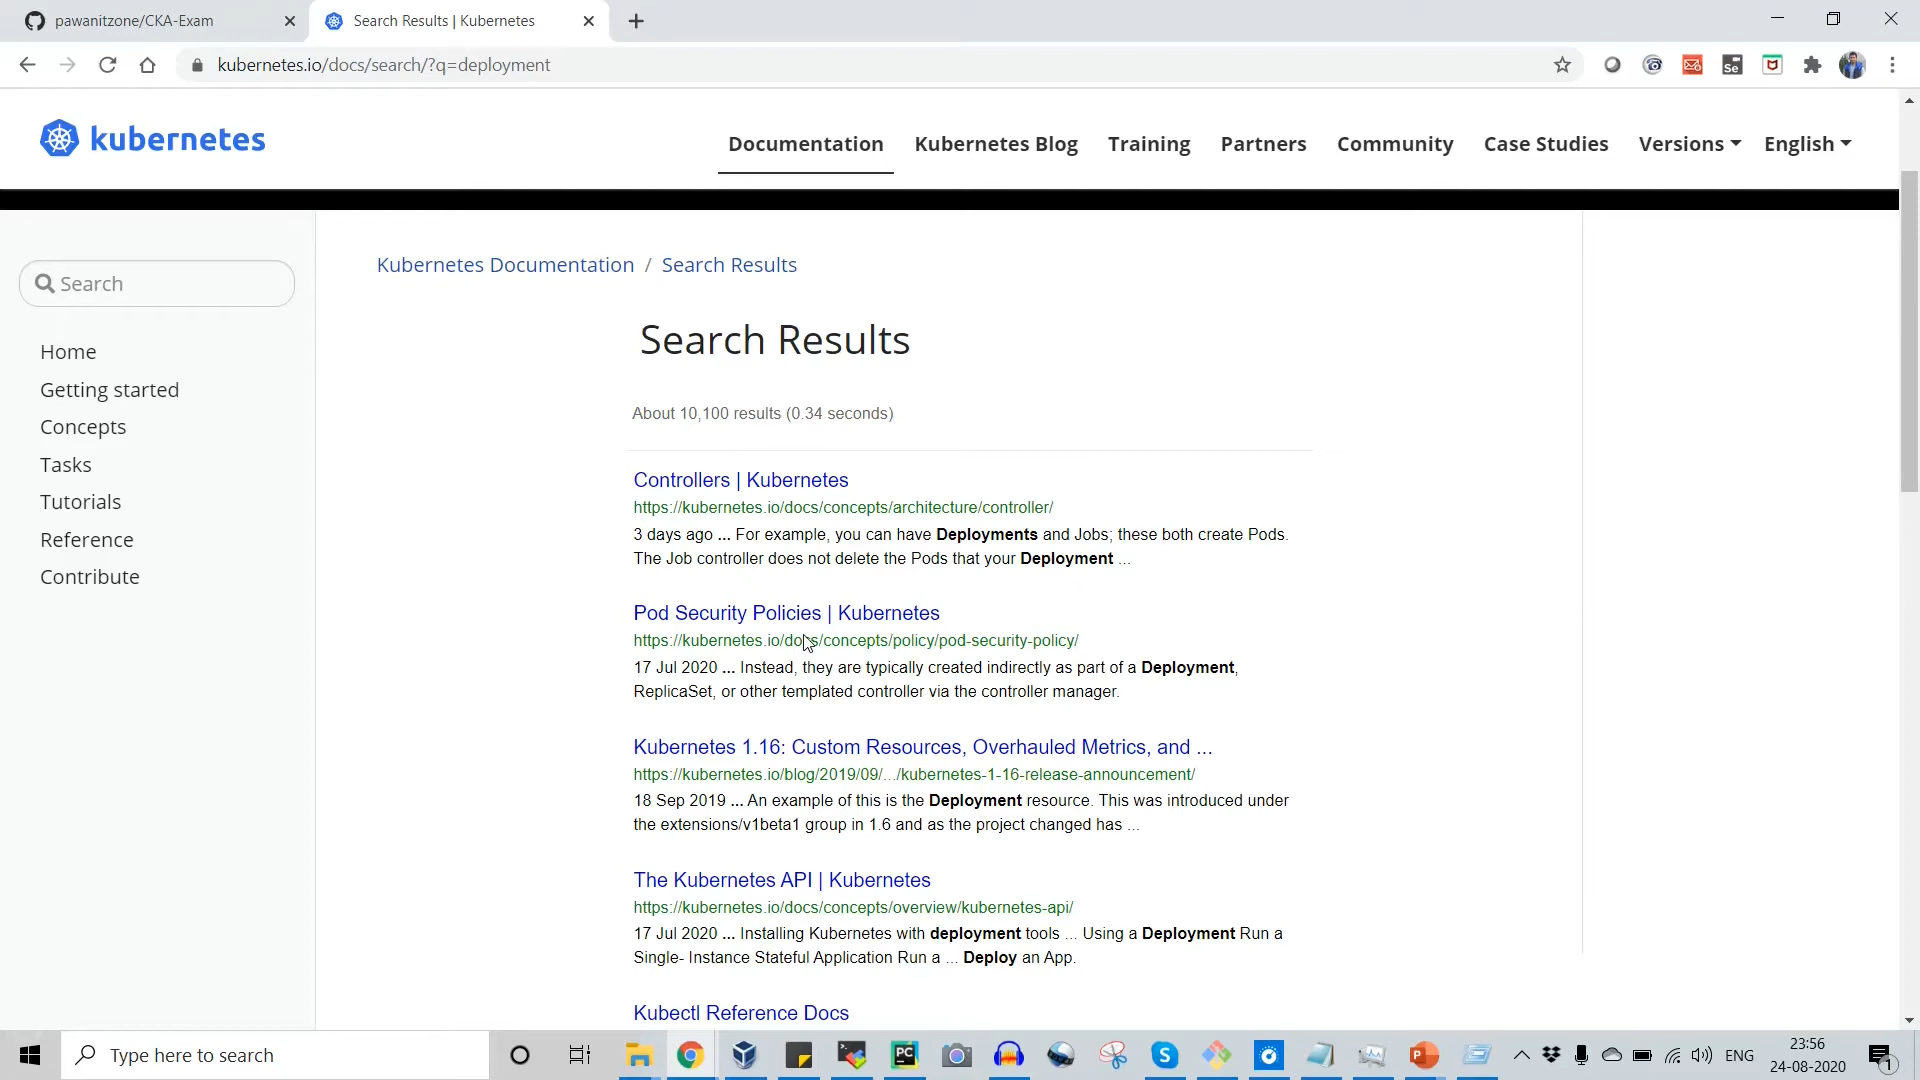 pawanitzone/CKA-Exam
Search Results | Kubernetes
kubernetes.io/docs/search/?q=deployment
Se
kubernetes
Documentation Kubernetes Blog Training Partners Community Case Studies Versions English
Search
Home
Getting started
Concepts
Tasks
Tutorials
Reference
Contribute
Kubernetes Documentation / Search Results
Search Results
About 10,100 results (0.34 seconds)
Controllers | Kubernetes
https://kubernetes.io/docs/concepts/architecture/controller/
3 days ago ... For example, you can have Deployments and Jobs; these both create Pods.
The Job controller does not delete the Pods that your Deployment ...
Pod Security Policies | Kubernetes
https://kubernetes.io/docs/concepts/policy/pod-security-policy/
17 Jul 2020 ... Instead, they are typically created indirectly as part of a Deployment,
ReplicaSet, or other templated controller via the controller manager.
Kubernetes 1.16: Custom Resources, Overhauled Metrics, and ...
https://kubernetes.io/blog/2019/09/.../kubernetes-1-16-release-announcement/
18 Sep 2019 ... An example of this is the Deployment resource. This was introduced under
the extensions/v1beta1 group in 1.6 and as the project changed has ...
The Kubernetes API | Kubernetes
https://kubernetes.io/docs/concepts/overview/kubernetes-api/
17 Jul 2020 ... Installing Kubernetes with deployment tools ... Using a Deployment Run a
Single- Instance Stateful Application Run a ... Deploy an App.
Kubectl Reference Docs
Type here to search
PC
S
P
ENG
23:56
24-08-2020
1